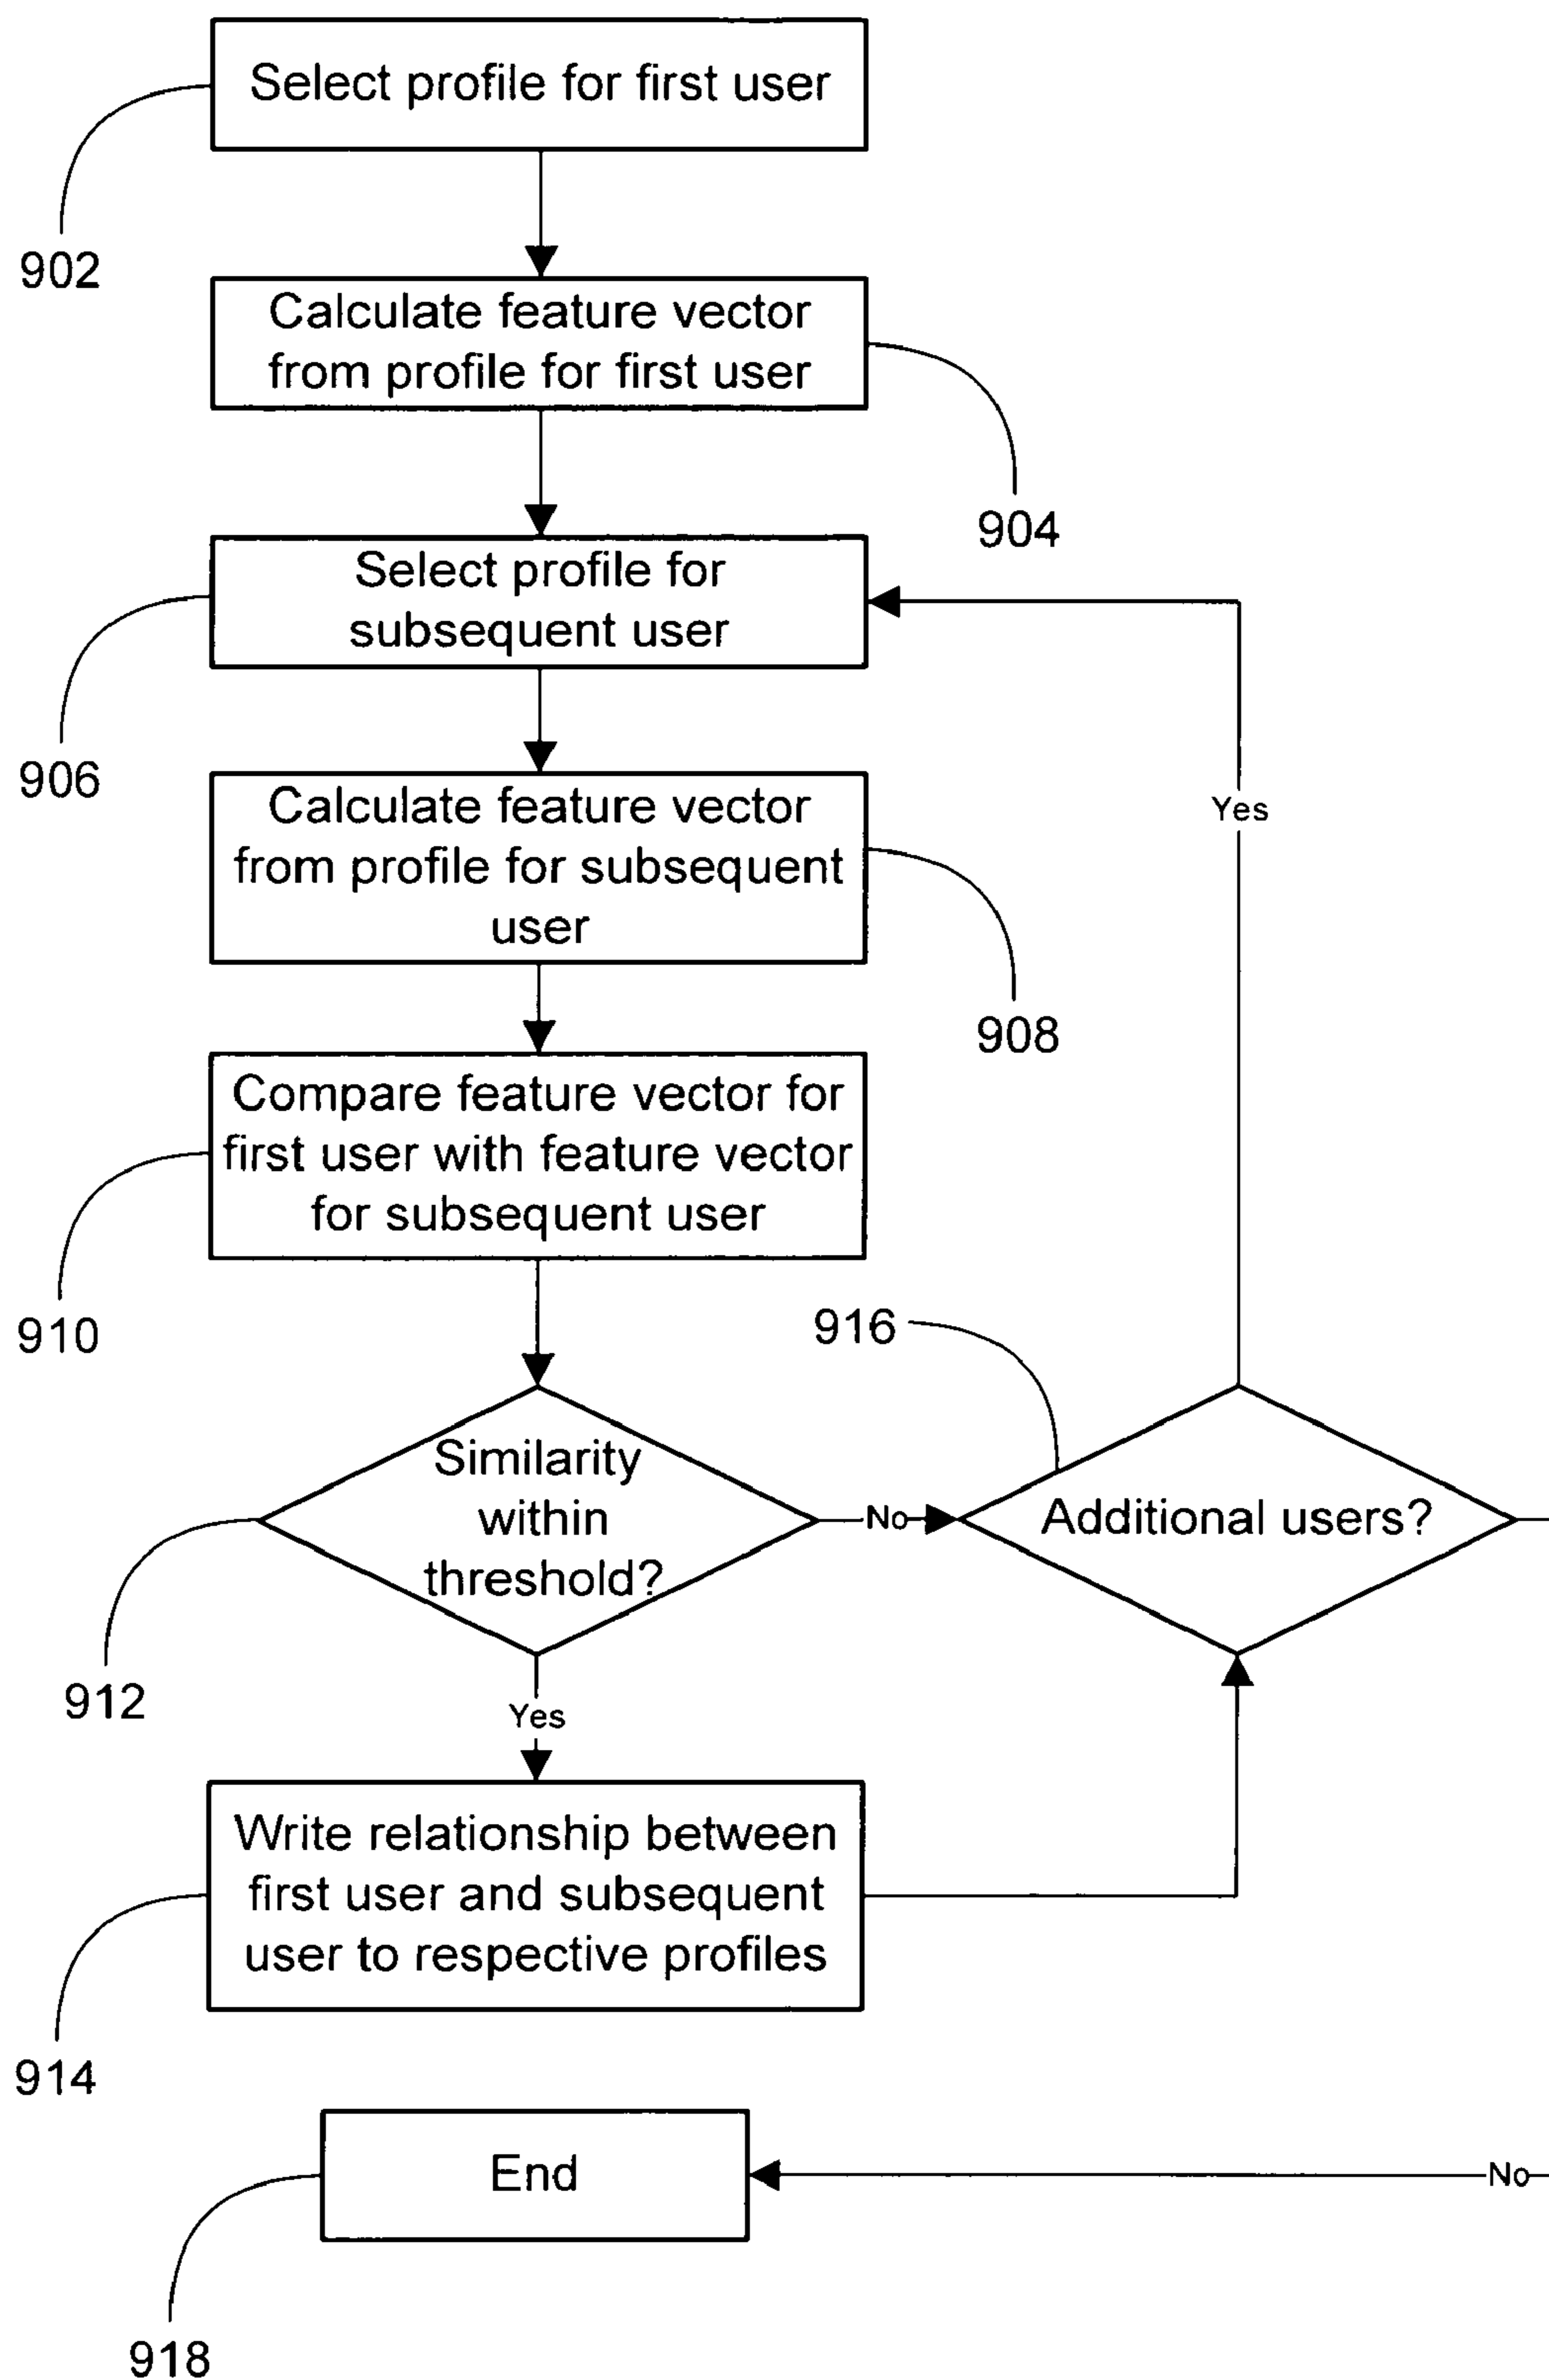 Select profile for first user
902
Calculate feature vector
from profile for first user
904
Select profile for
subsequent user
906
Calculate feature vector
from profile for subsequent
user
908
Yes
Compare feature vector for
first user with feature vector
for subsequent user
910
916
Similarity
within
threshold?
No
Additional users?
912
Yes
Write relationship between
first user and subsequent
user to respective profiles
914
End
No
918